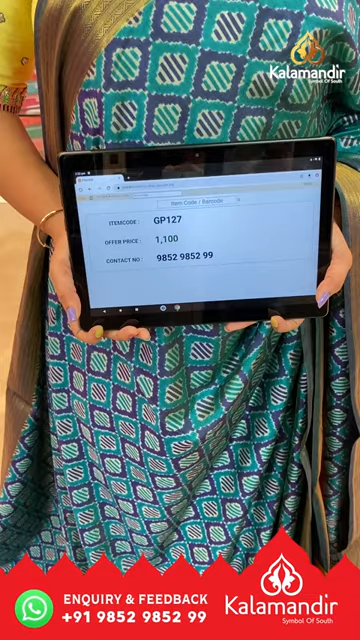 Kalamandir
Symbol Of South
Item Code / Barcode
ITEMCODE : GP127
OFFER PRICE : 1,100
CONTACT NO : 9852 9852 99
ENQUIRY & FEEDBACK
+91 9852 9852 99
Kalamandir
Symbol Of South